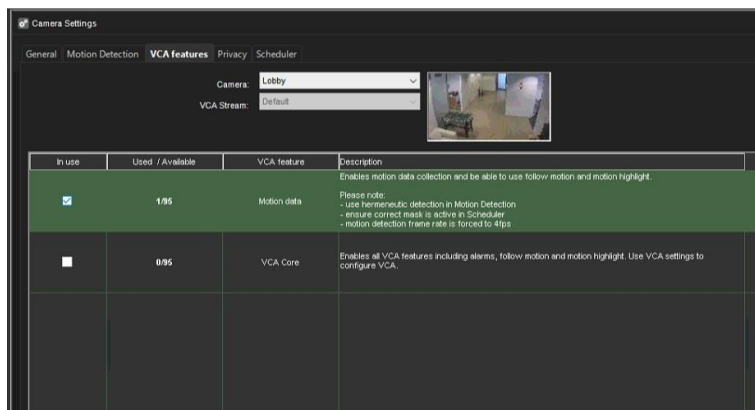 Camera Settings
General Motion Detection VCA features Privacy Scheduler
Camera: Lobby
VCA Stream: Default
In use Used / Available VCA feature Description
Enables motion data collection and be able to use follow motion and motion highlight.
Please note:
1/95 Motion data - use hermeneutic detection in Motion Detection
- ensure correct mask is active in Scheduler
- motion detection frame rate is forced to 4fps
0/95 VCA Core Enables all VCA features including alarms, follow motion and motion highlight. Use VCA settings to
configure VCA.